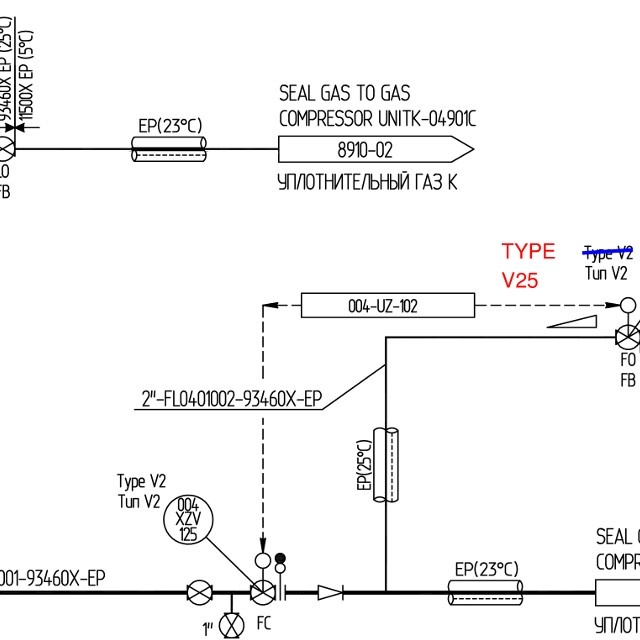 93460X EP (25°C)
11500X EP (5°C)
EP(23°C)
SEAL GAS TO GAS
COMPRESSOR UNITK-04901C
8910-02
УПЛОТНИТЕЛЬНЫЙ ГАЗ К
LO
FB
TYPE
V25
Type V2
Тип V2
004-UZ-102
FO
FB
2"-FL0401002-93460X-EP
EP(25°C)
Type V2
Тип V2
004
XZV
125
001-93460X-EP
EP(23°C)
SEAL
COMPR
УПЛОТ
FC
1"